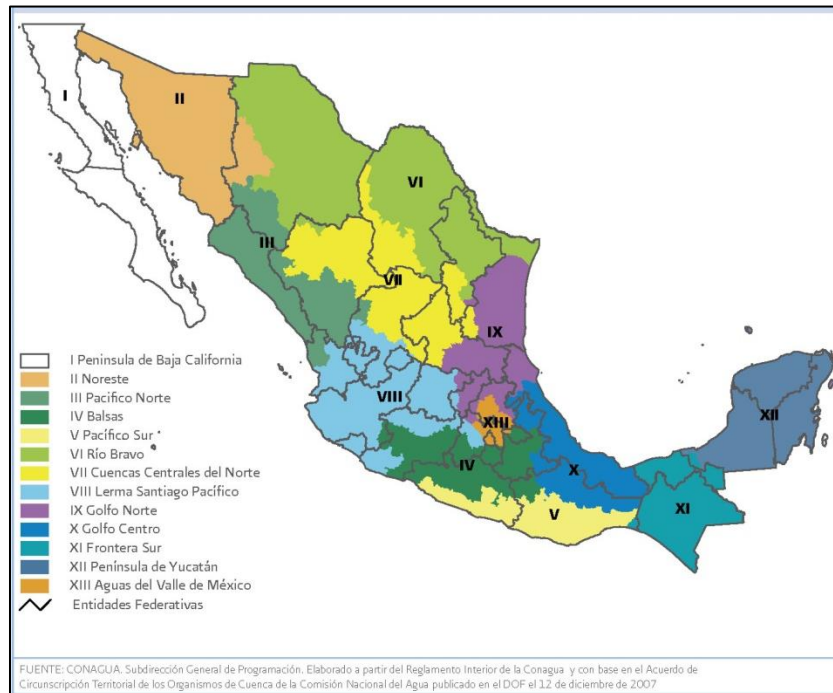 I
II
VI
III
VII
IX
VIII
XIII
XII
IV
X
V
XI
I Peninsula de Baja California
II Noreste
III Pacifico Norte
IV Balsas
V Pacífico Sur
VI Río Bravo
VII Cuencas Centrales del Norte
VIII Lerma Santiago Pacífico
IX Golfo Norte
X Golfo Centro
XI Frontera Sur
XII Península de Yucatán
XIII Aguas del Valle de México
Entidades Federativas
FUENTE: CONAGUA. Subdirección General de Programación. Elaborado a partir del Reglamento Interior de la Conagua y con base en el Acuerdo de
Circunscripción Territorial de los Organismos de Cuenca de la Comisión Nacional del Agua publicado en el DOF el 12 de diciembre de 2007